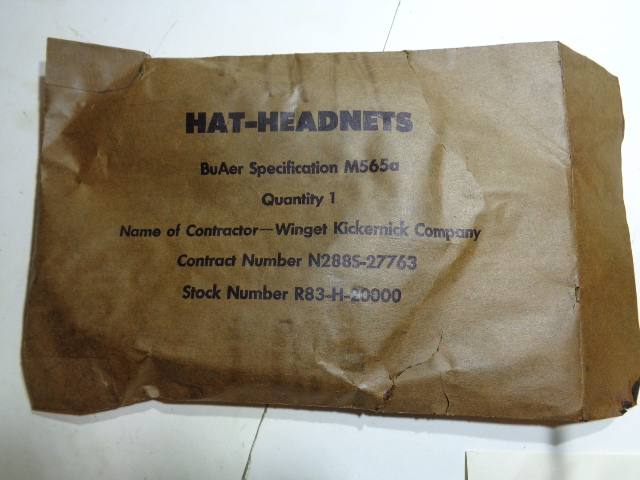 HAT-HEADNETS
BuAer Specification M565a
Quantity 1
Name of Contractor—Winget Kickernick Company
Contract Number N288S-27763
Stock Number R83-H-20000